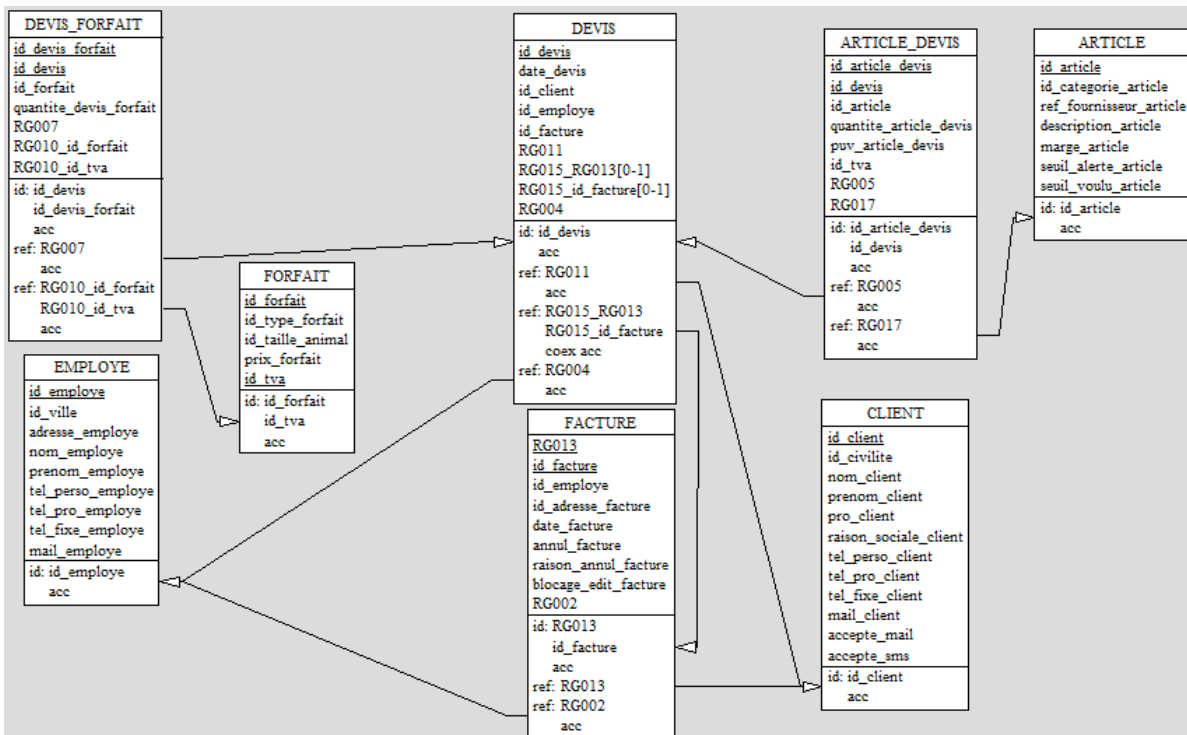 DEVIS_FORFAIT
id_devis_forfait
id_devis
id_forfait
quantite_devis_forfait
RG007
RG010_id_forfait
RG010_id_tva
id: id_devis
id_devis_forfait
acc
ref: RG007
acc
ref: RG010_id_forfait
RG010_id_tva
acc
DEVIS
id_devis
date_devis
id_client
id_employe
id_facture
RG011
RG015_RG013[0-1]
RG015_id_facture[0-1]
RG004
id: id_devis
acc
ref: RG011
acc
ref: RG015_RG013
RG015_id_facture
coex acc
ref: RG004
acc
ARTICLE_DEVIS
id_article_devis
id_devis
id_article
quantite_article_devis
puv_article_devis
id_tva
RG005
RG017
id: id_article_devis
id_devis
acc
ref: RG005
acc
ref: RG017
acc
ARTICLE
id_article
id_categorie_article
ref_fournisseur_article
description_article
marge_article
seuil_alerte_article
seuil_voulu_article
id: id_article
acc
FORFAIT
id_forfait
id_type_forfait
id_taille_animal
prix_forfait
id_tva
id: id_forfait
id_tva
acc
EMPLOYE
id_employe
id_ville
adresse_employe
nom_employe
prenom_employe
tel_perso_employe
tel_pro_employe
tel_fixe_employe
mail_employe
id: id_employe
acc
FACTURE
RG013
id_facture
id_employe
id_adresse_facture
date_facture
annul_facture
raison_annul_facture
blocage_edit_facture
RG002
id: RG013
id_facture
acc
ref: RG013
ref: RG002
acc
CLIENT
id_client
id_civilite
nom_client
prenom_client
pro_client
raison_sociale_client
tel_perso_client
tel_pro_client
tel_fixe_client
mail_client
accepte_mail
accepte_sms
id: id_client
acc